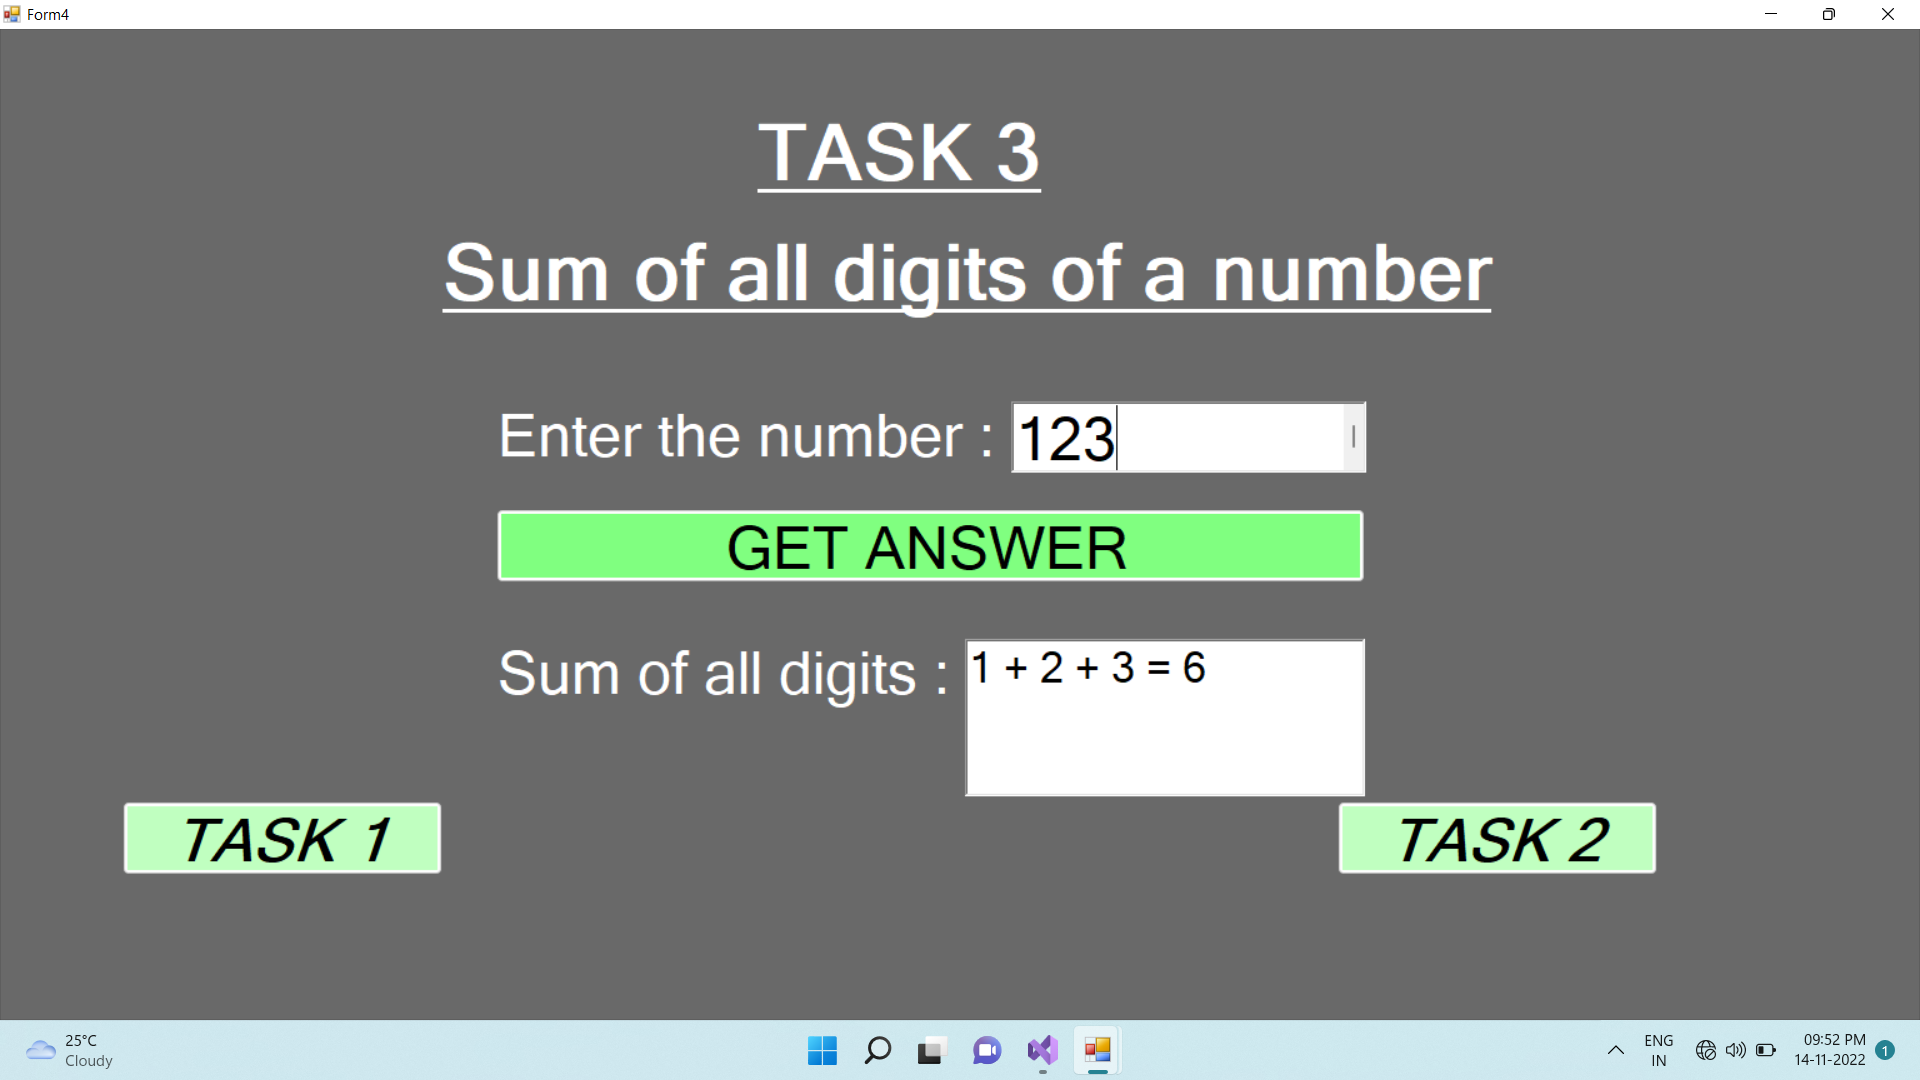 Form4
TASK 3
Sum of all digits of a number
Enter the number : 123
GET ANSWER
Sum of all digits : 1 + 2 + 3 = 6
TASK 1
TASK 2
25°C
Cloudy
ENG
IN
09:52 PM
14-11-2022
1